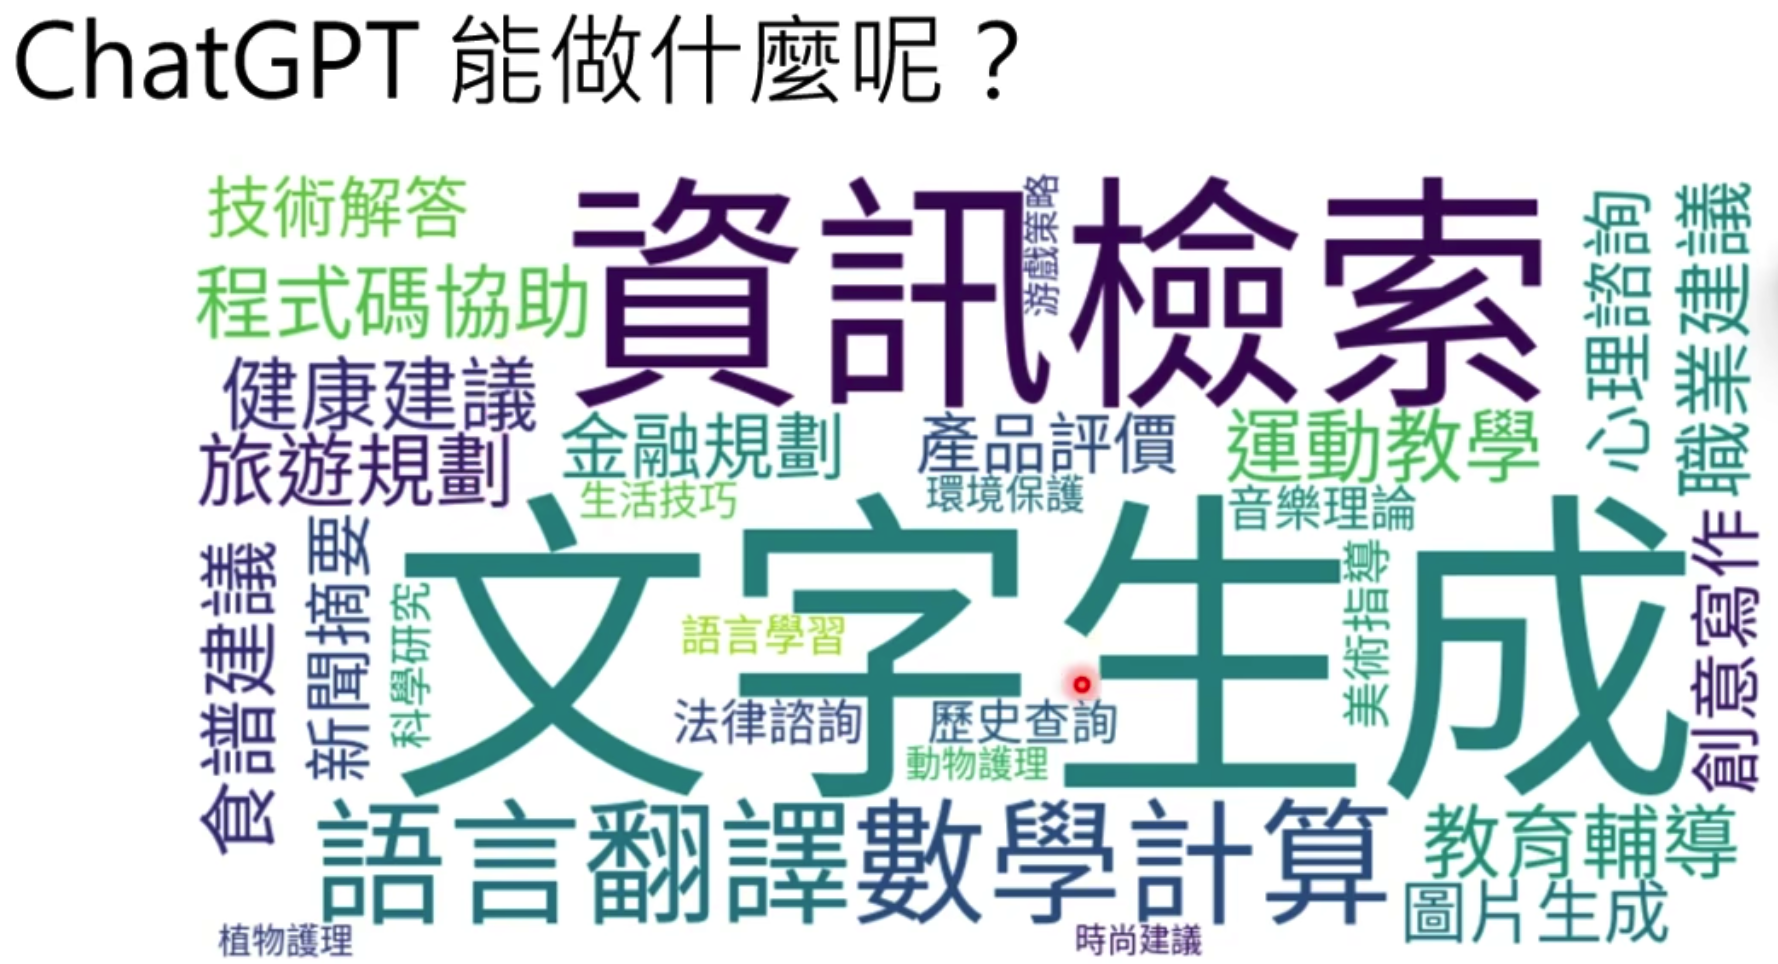 ChatGPT 能做什麼呢？
技術解答
資訊檢索
游戲策略
心理諮詢
職業建議
程式碼協助
健康建議
旅遊規劃
金融規劃
產品評價
運動教學
生活技巧
環境保護
音樂理論
食譜建議
新聞摘要
科學研究
文字生成
語言學習
美術指導
創意寫作
法律諮詢
歷史查詢
動物護理
語言翻譯
數學計算
教育輔導
圖片生成
植物護理
時尚建議